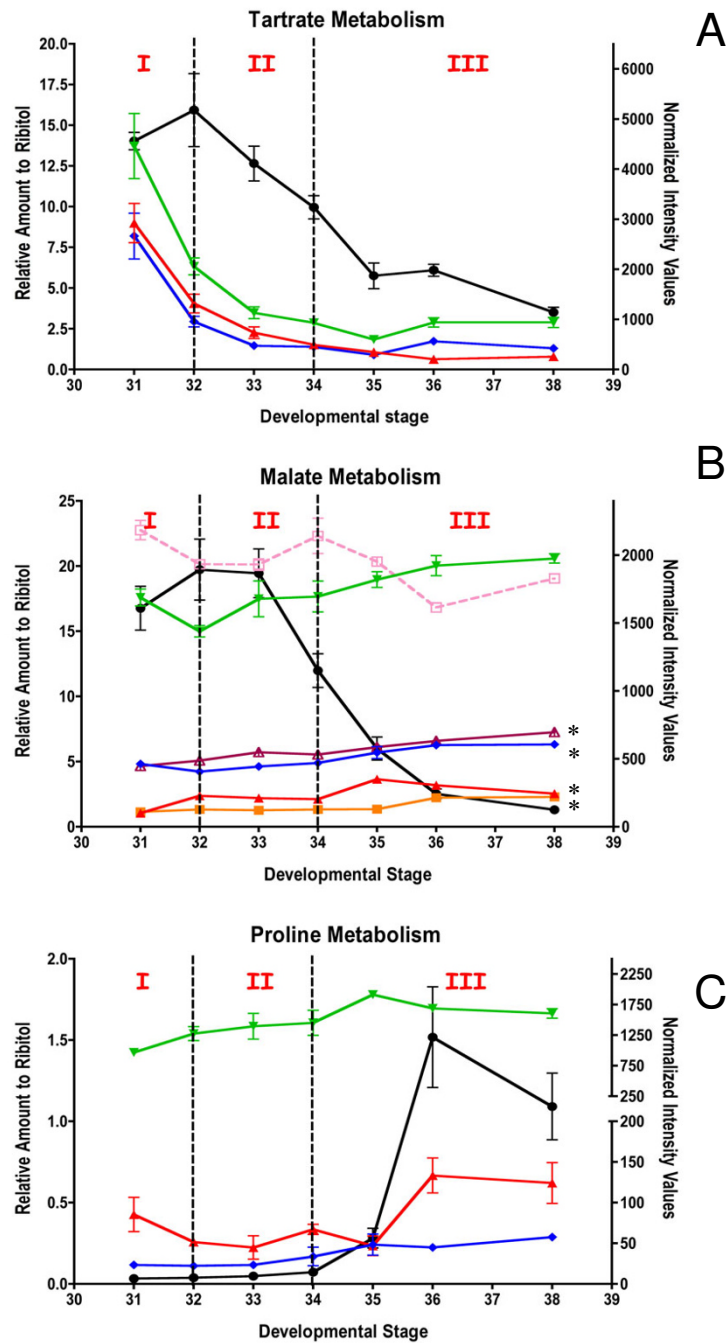 Tartrate Metabolism
A
I II III
Relative Amount to Ribitol
20.0
17.5
15.0
12.5
10.0
7.5
5.0
2.5
0.0
Normalized Intensity Values
6000
5000
4000
3000
2000
1000
0
30 31 32 33 34 35 36 37 38 39
Developmental stage
Malate Metabolism
B
I II III
Relative Amount to Ribitol
25
20
15
10
5
0
Normalized Intensity Values
2000
1500
1000
500
0
*
*
*
*
30 31 32 33 34 35 36 37 38 39
Developmental Stage
Proline Metabolism
C
I II III
Relative Amount to Ribitol
2.0
1.5
1.0
0.5
0.0
Normalized Intensity Values
2250
1750
1250
750
250
200
150
100
50
0
30 31 32 33 34 35 36 37 38 39
Developmental Stage